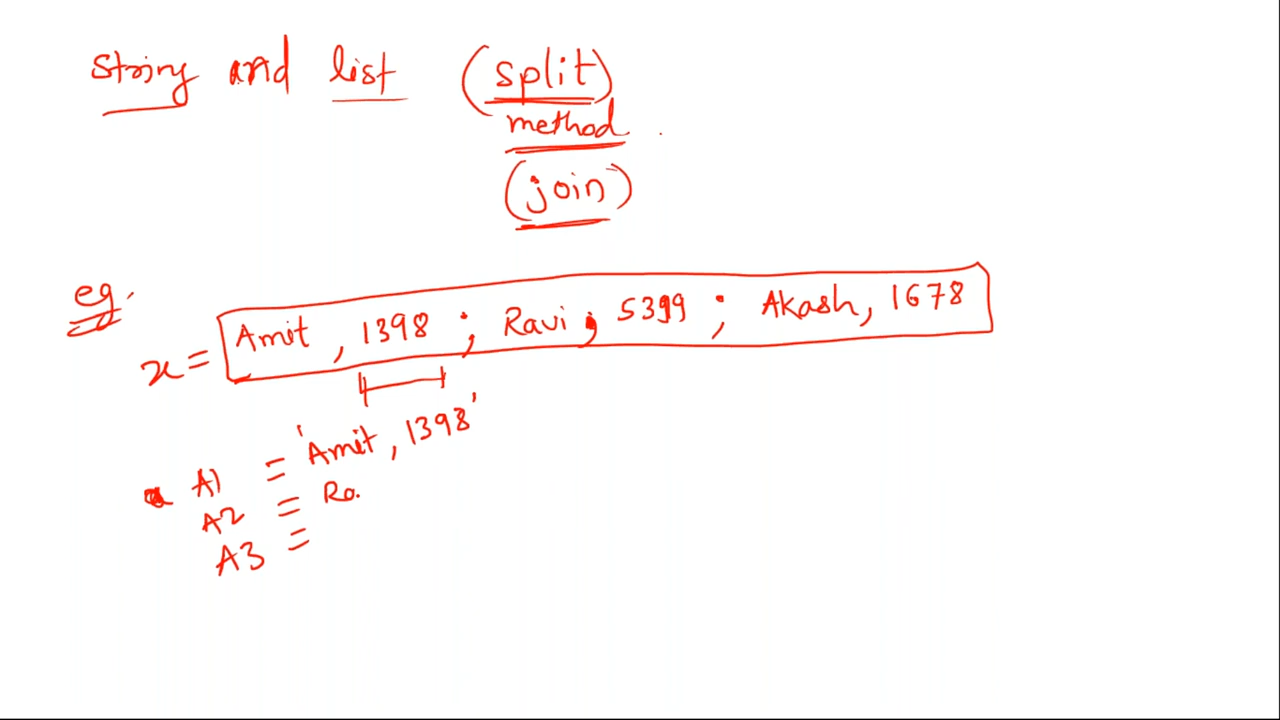 string and list (split)
method
(join)
eg.
x = Amit , 1398 ; Ravi ; 5399 ; Akash, 1678
A1 = 'Amit, 1398'
A2 = Ra
A3 =